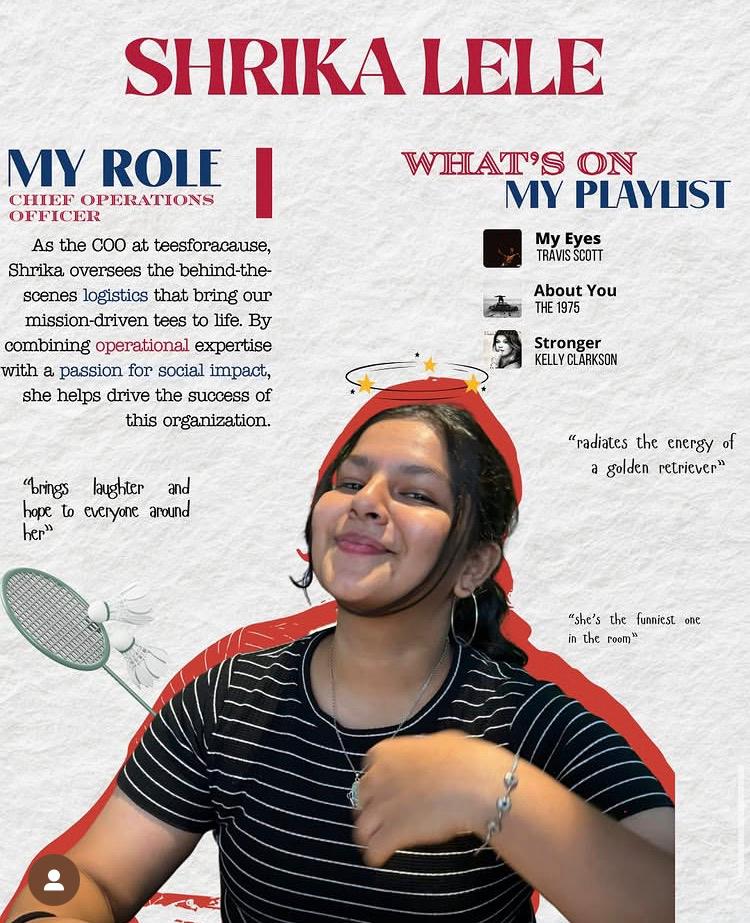 SHRIKA LELE
MY ROLE
CHIEF OPERATIONS
OFFICER
As the COO at teesforacause,
Shrika oversees the behind-the-
scenes logistics that bring our
mission-driven tees to life. By
combining operational expertise
with a passion for social impact,
she helps drive the success of
this organization.
"brings laughter and
hope to everyone around
her"
WHAT'S ON
MY PLAYLIST
My Eyes
TRAVIS SCOTT
About You
THE 1975
Stronger
KELLY CLARKSON
"radiates the energy of
a golden retriever"
"she's the funniest one
in the room"